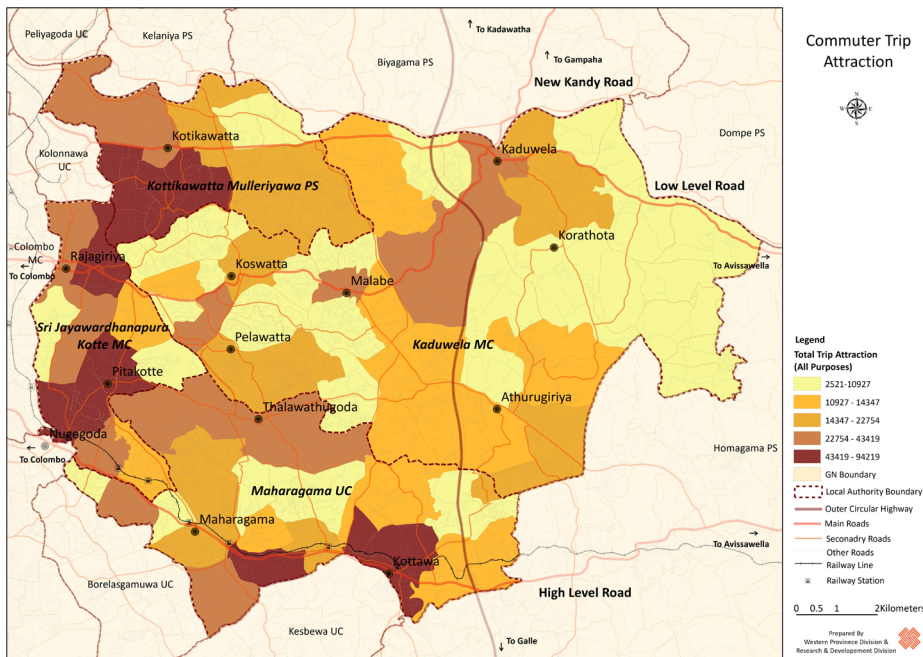 Peliyagoda UC
Kelaniya PS
To Kadawatha
To Gampaha
Biyagama PS
New Kandy Road
Kotikawatta
Kolonnawa
UC
Kaduwela
Dompe PS
Kottikawatta Mulleriyawa PS
Low Level Road
Korathota
Colombo
MC
To Colombo
Rajagiriya
Koswatta
Malabe
To Avissawella
Sri Jayawardhanapura
Kotte MC
Pelawatta
Kaduwela MC
Pitakotte
Athurugiriya
Thalawathugoda
Nugegoda
To Colombo
Homagama PS
Maharagama UC
Maharagama
To Avissawella
Kottawa
Borelasgamuwa UC
High Level Road
Kesbewa UC
To Galle
Commuter Trip
Attraction
N
W
E
S
Legend
Total Trip Attraction
(All Purposes)
2521-10927
10927 - 14347
14347 - 22754
22754 - 43419
43419 - 94219
GN Boundary
Local Authority Boundary
Outer Circular Highway
Main Roads
Seconadry Roads
Other Roads
Railway Line
Railway Station
0 0.5 1 2Kilometers
Prepared By
Western Provinece Division &
Research & Developement Division